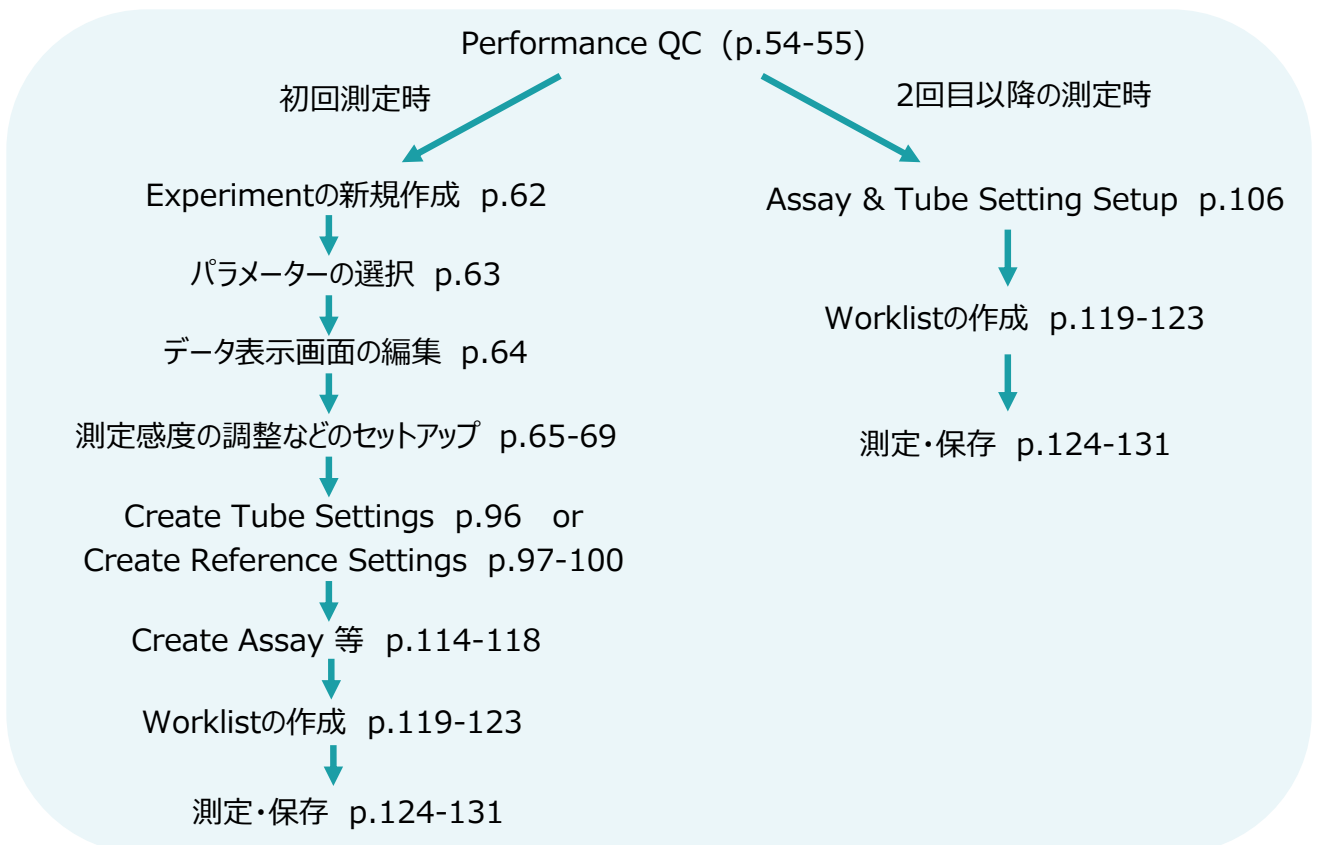 Performance QC (p.54-55)
初回測定時
2回目以降の測定時
Experimentの新規作成 p.62
パラメーターの選択 p.63
データ表示画面の編集 p.64
測定感度の調整などのセットアップ p.65-69
Create Tube Settings p.96 or
Create Reference Settings p.97-100
Create Assay 等 p.114-118
Worklistの作成 p.119-123
測定・保存 p.124-131
Assay & Tube Setting Setup p.106
Worklistの作成 p.119-123
測定・保存 p.124-131